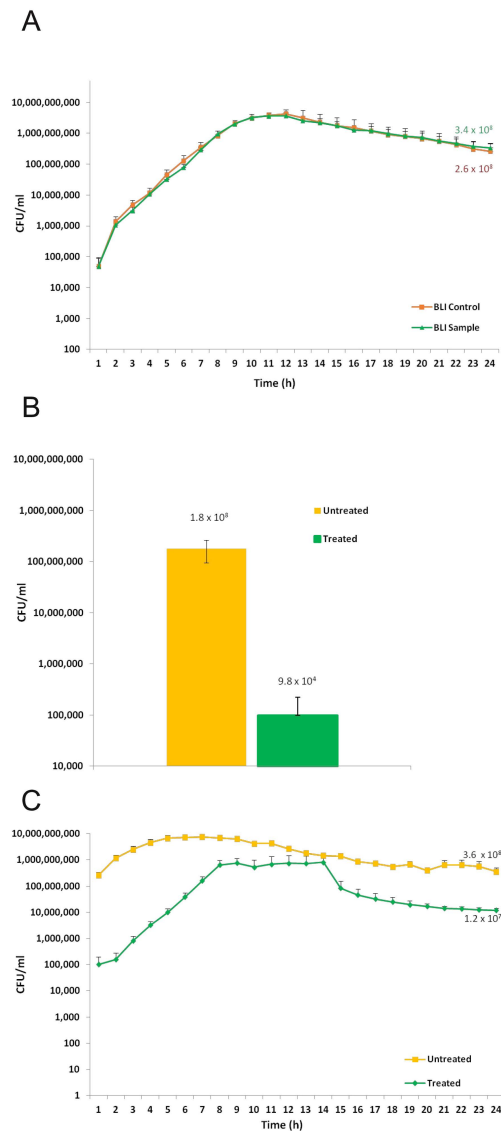 A
10,000,000,000
1,000,000,000
100,000,000
10,000,000
1,000,000
100,000
10,000
1,000
100
CFU/ml
3.4 x 10⁸
2.6 x 10⁸
BLI Control
BLI Sample
1 2 3 4 5 6 7 8 9 10 11 12 13 14 15 16 17 18 19 20 21 22 23 24
Time (h)
B
10,000,000,000
1,000,000,000
100,000,000
10,000,000
1,000,000
100,000
10,000
CFU/ml
1.8 x 10⁸
9.8 x 10⁴
Untreated
Treated
C
10,000,000,000
1,000,000,000
100,000,000
10,000,000
1,000,000
100,000
10,000
1,000
100
10
1
CFU/ml
3.6 x 10⁸
1.2 x 10⁷
Untreated
Treated
1 2 3 4 5 6 7 8 9 10 11 12 13 14 15 16 17 18 19 20 21 22 23 24
Time (h)